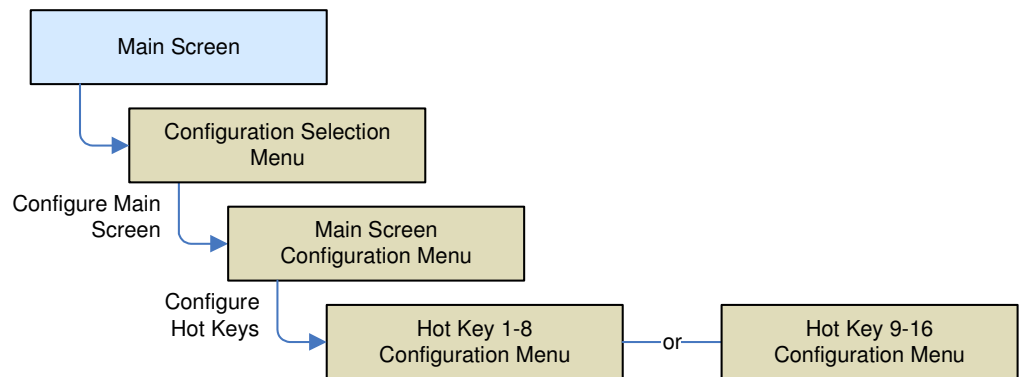 Main Screen
Configuration Selection
Menu
Configure Main
Screen
Main Screen
Configuration Menu
Configure
Hot Keys
Hot Key 1-8
Configuration Menu
or
Hot Key 9-16
Configuration Menu